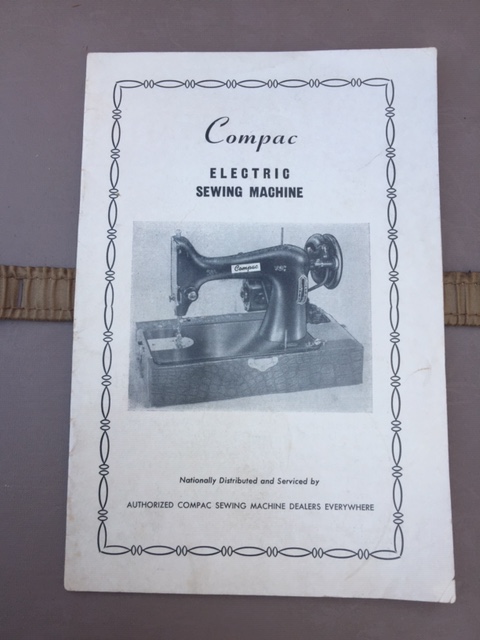 Compac
ELECTRIC
SEWING MACHINE
Compac
Nationally Distributed and Serviced by
AUTHORIZED COMPAC SEWING MACHINE DEALERS EVERYWHERE